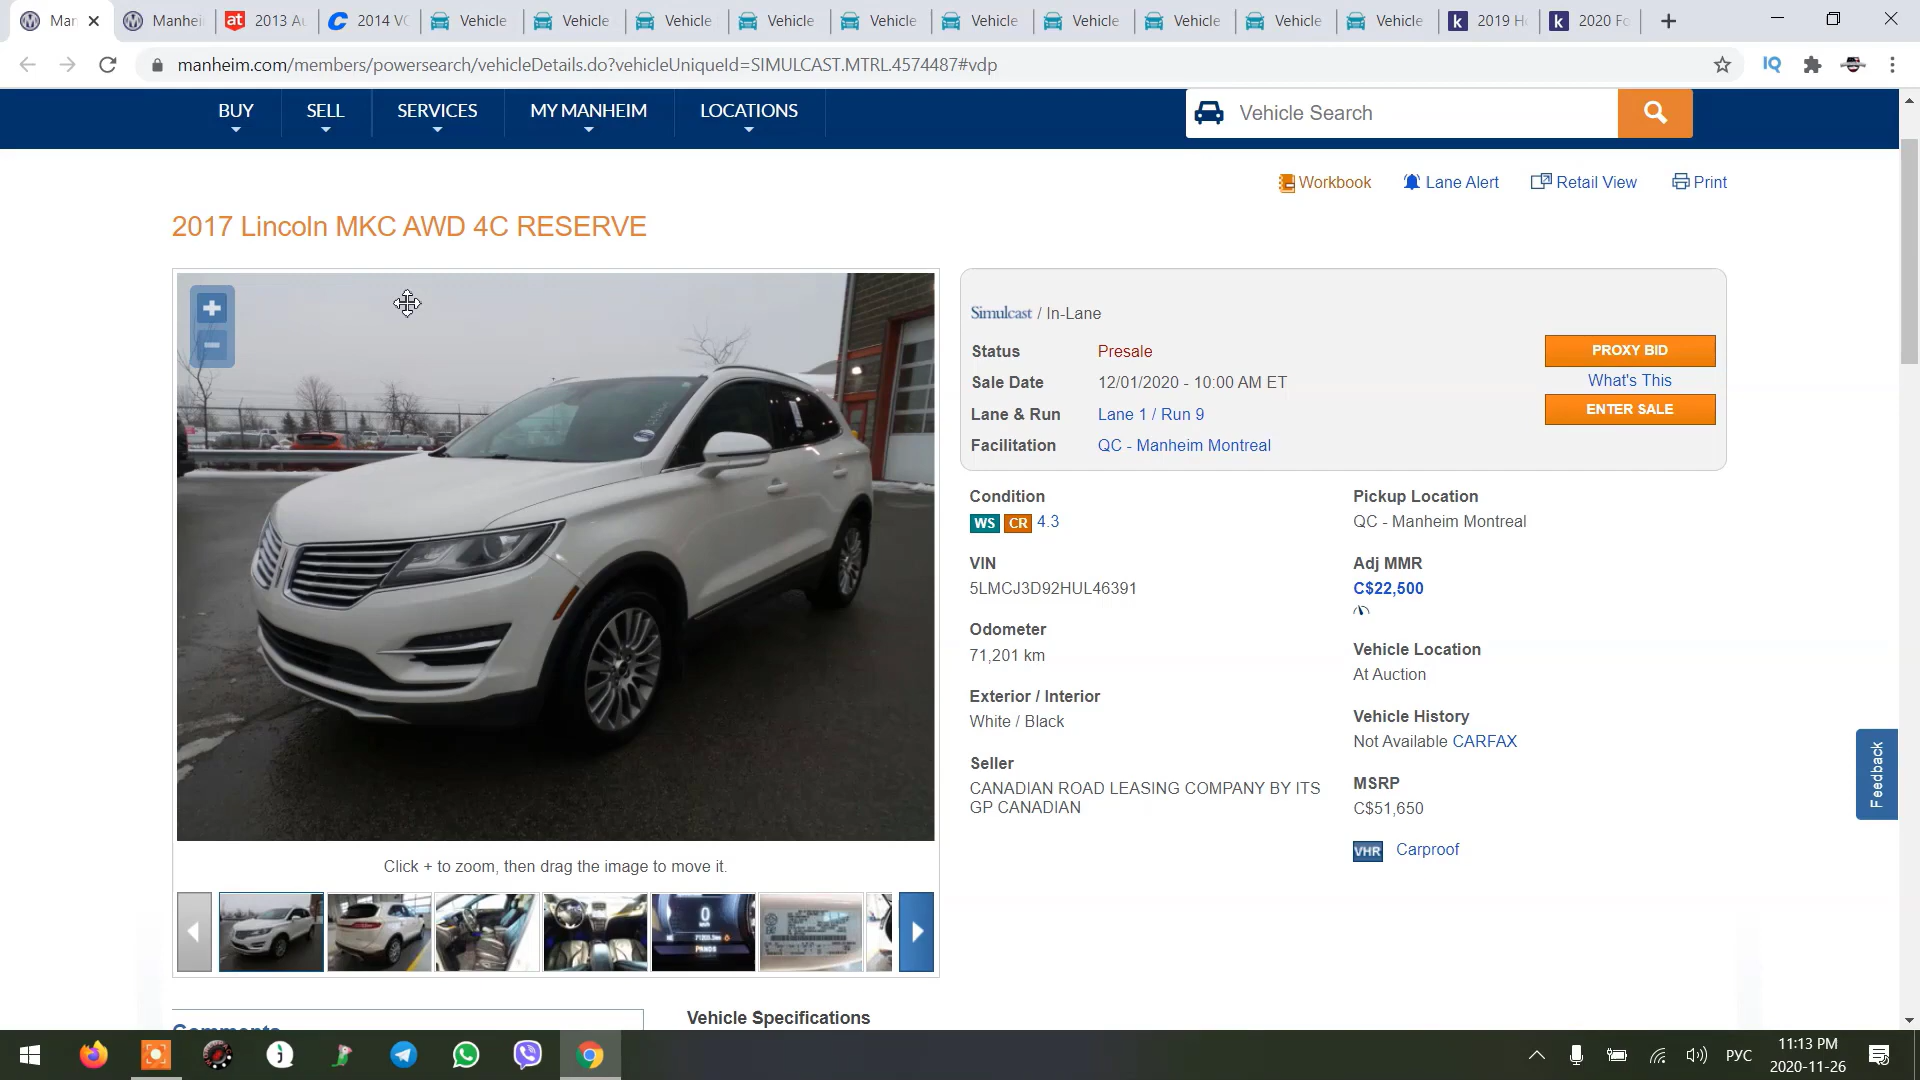 Man
Manhei
at 2013 Au
C 2014 VO
Vehicle
Vehicle
Vehicle
Vehicle
Vehicle
Vehicle
Vehicle
Vehicle
Vehicle
Vehicle
k 2019 Ho
k 2020 Fo
manheim.com/members/powersearch/vehicleDetails.do?vehicleUniqueId=SIMULCAST.MTRL.4574487#vdp
IQ
BUY SELL SERVICES MY MANHEIM LOCATIONS
Vehicle Search
Workbook Lane Alert Retail View Print
2017 Lincoln MKC AWD 4C RESERVE
Simulcast / In-Lane
Status Presale
PROXY BID
What's This
Sale Date 12/01/2020 - 10:00 AM ET
ENTER SALE
Lane & Run Lane 1 / Run 9
Facilitation QC - Manheim Montreal
Condition
WS CR 4.3
VIN
5LMCJ3D92HUL46391
Odometer
71,201 km
Exterior / Interior
White / Black
Seller
CANADIAN ROAD LEASING COMPANY BY ITS
GP CANADIAN
Pickup Location
QC - Manheim Montreal
Adj MMR
C$22,500
Vehicle Location
At Auction
Vehicle History
Not Available CARFAX
MSRP
C$51,650
VHR Carproof
Feedback
Click + to zoom, then drag the image to move it.
0
Comments
Vehicle Specifications
РУС
11:13 PM
2020-11-26